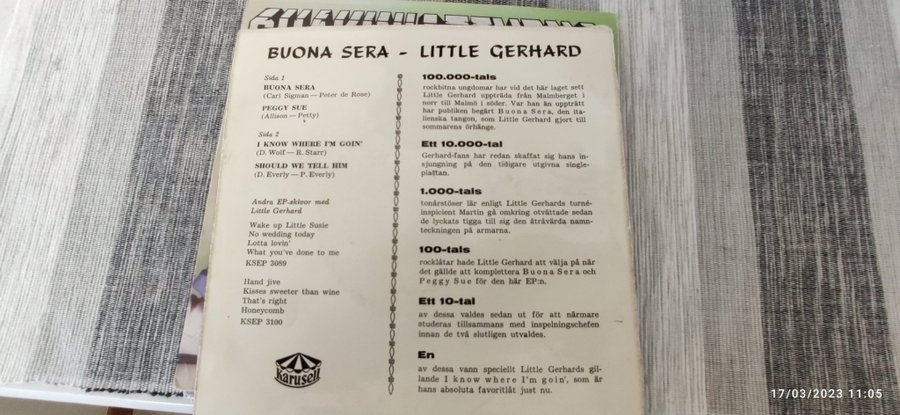 BUONA SERA - LITTLE GERHARD
Sida 1
BUONA SERA
(Carl Sigman — Peter de Rose)
PEGGY SUE
(Allison — Petty)
Sida 2
I KNOW WHERE I'M GOIN'
(D. Wolf — R. Starr)
SHOULD WE TELL HIM
(D. Everly — P. Everly)
Andra EP-skivor med
Little Gerhard
Wake up Little Susie
No wedding today
Lotta lovin'
What you've done to me
KSEP 3089
Hand jive
Kisses sweeter than wine
That's right
Honeycomb
KSEP 3100
Karusell
100.000-tals
rockbitna ungdomar har vid det här laget sett
Little Gerhard uppträda från Malmberget i
norr till Malmö i söder. Var han än uppträtt
har publiken begärt Buona Sera, den ita-
lienska tangon, som Little Gerhard gjort till
sommarens örhänge.
Ett 10.000-tal
Gerhard-fans har redan skaffat sig hans in-
sjungning på den tidigare utgivna single-
plattan.
1.000-tals
tonårstöser lär enligt Little Gerhards turné-
inspicient Martin gå omkring otvättade sedan
de lyckats tigga till sig den åtråvärda namn-
teckningen på armarna.
100-tals
rocklåtar hade Little Gerhard att välja på när
det gällde att komplettera Buona Sera och
Peggy Sue för den här EP:n.
Ett 10-tal
av dessa valdes sedan ut för att närmare
studeras tillsammans med inspelningschefen
innan de två slutligen utvaldes.
En
av dessa vann speciellt Little Gerhards gil-
lande I know where I'm goin', som är
hans absoluta favoritlåt just nu.
17/03/2023 11:05